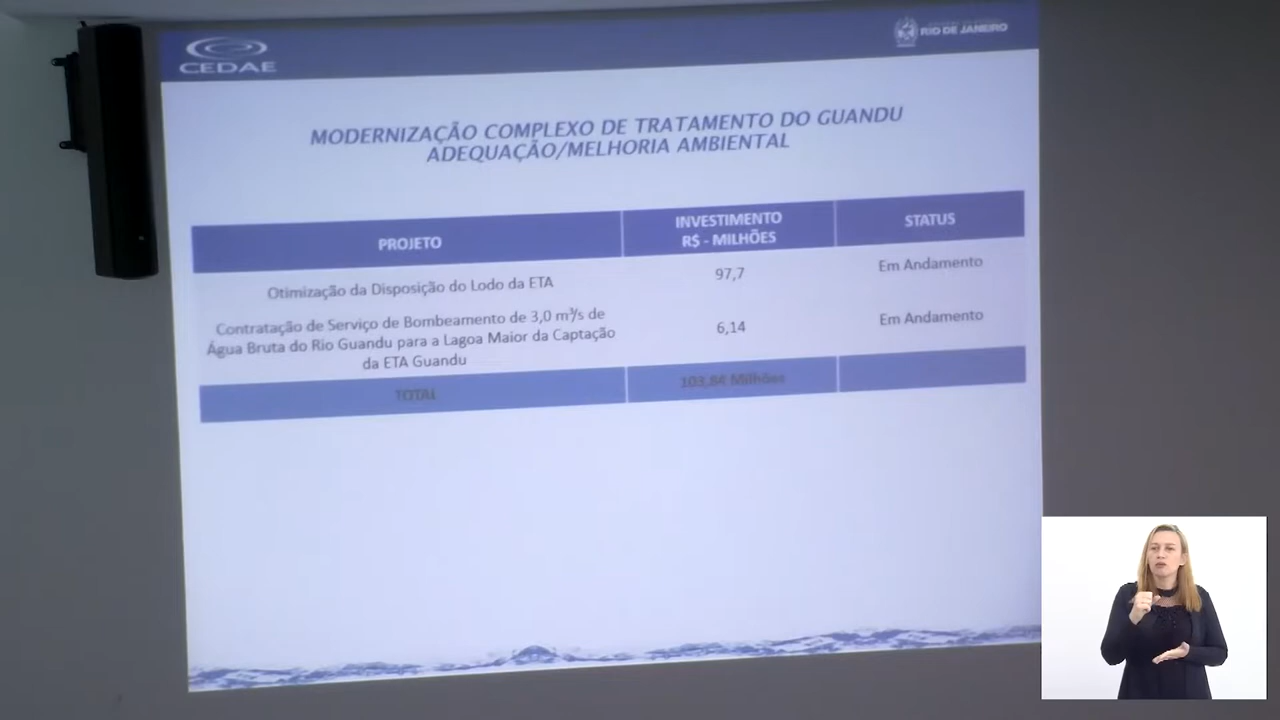 CEDAE
RIO DE JANEIRO
MODERNIZAÇÃO COMPLEXO DE TRATAMENTO DO GUANDU
ADEQUAÇÃO/MELHORIA AMBIENTAL
PROJETO
INVESTIMENTO
R$ - MILHÕES
STATUS
Otimização da Disposição do Lodo da ETA
97,7
Em Andamento
Contratação de Serviço de Bombeamento de 3,0 m³/s de
Água Bruta do Rio Guandu para a Lagoa Maior da Captação
da ETA Guandu
6,14
Em Andamento
TOTAL
103,84 Milhões